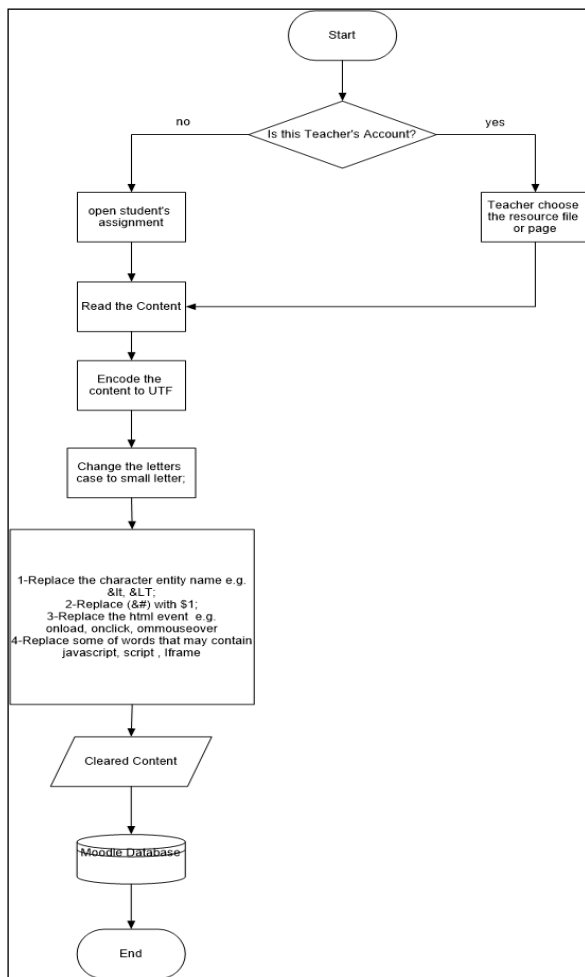 Start
Is this Teacher's Account?
no
yes
open student's
assignment
Teacher choose
the resource file
or page
Read the Content
Encode the
content to UTF
Change the letters
case to small letter;
1-Replace the character entity name e.g.
&lt, &LT;
2-Replace (&#) with $1;
3-Replace the html event e.g.
onload, onclick, ommouseover
4-Replace some of words that may contain
javascript, script , Iframe
Cleared Content
Moodle Database
End